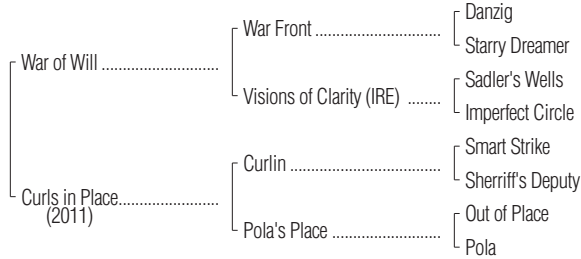 Danzig
War Front ..............................
Starry Dreamer
War of Will ............................
Sadler's Wells
Visions of Clarity (IRE) ........
Imperfect Circle
Smart Strike
Curlin ....................................
Sherriff's Deputy
Curls in Place........................
(2011)
Out of Place
Pola's Place ..........................
Pola